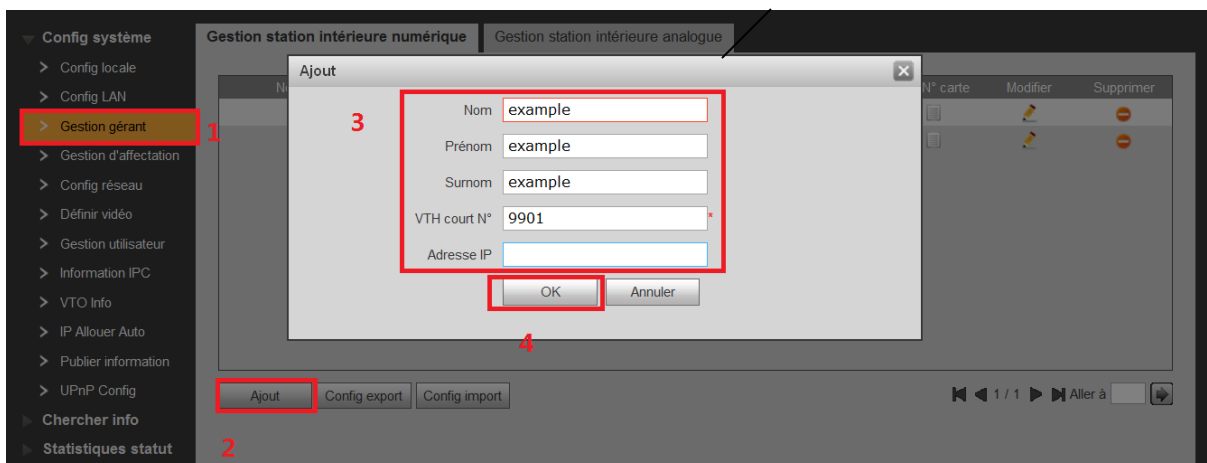 Config système
Config locale
Config LAN
Gestion gérant
1
Gestion d'affectation
Config réseau
Définir vidéo
Gestion utilisateur
Information IPC
VTO Info
IP Allouer Auto
Publier information
UPnP Config
Chercher info
Statistiques statut
Gestion station intérieure numérique
Gestion station intérieure analogue
N° carte
Modifier
Supprimer
Ajout
3
Nom example
Prénom example
Surnom example
VTH court N° 9901 *
Adresse IP
OK
Annuler
4
Ajout
Config export
Config import
1 / 1
Aller à
2